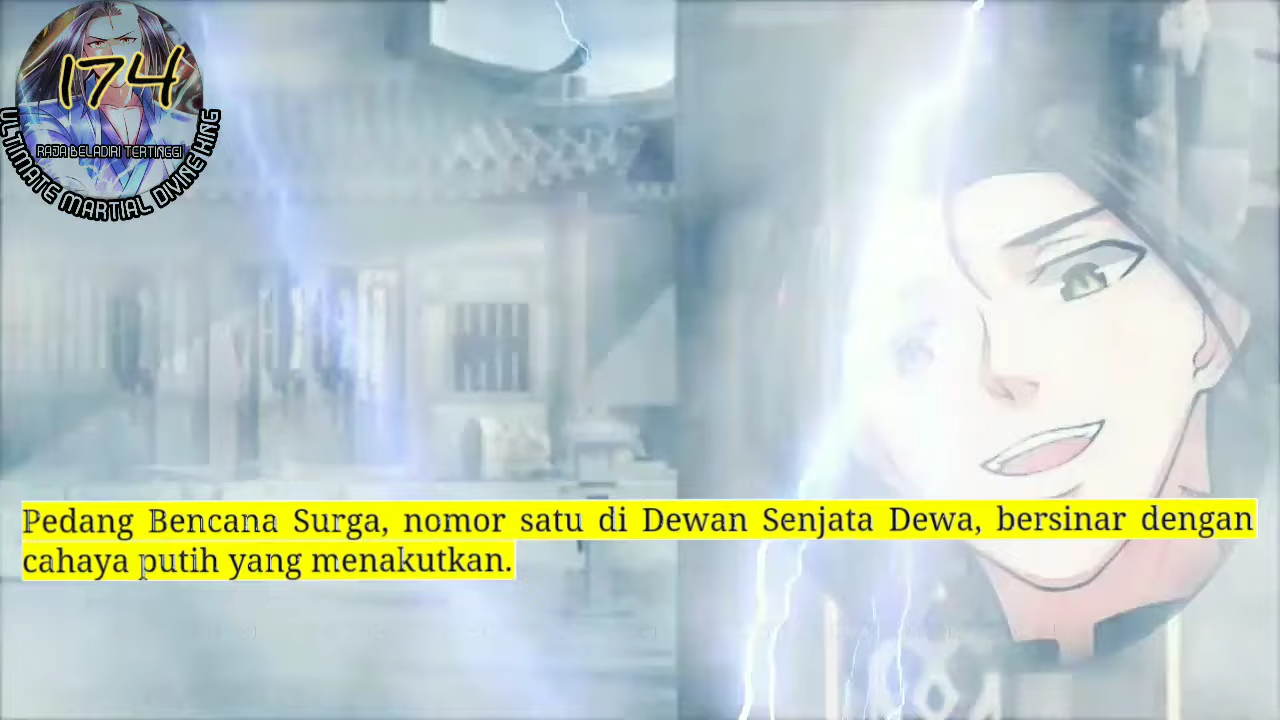 174
RAJA BELADIRI TERTINGGI
ULTIMATE MARTIAL DIVINE KING
Pedang Bencana Surga, nomor satu di Dewan Senjata Dewa, bersinar dengan
cahaya putih yang menakutkan.